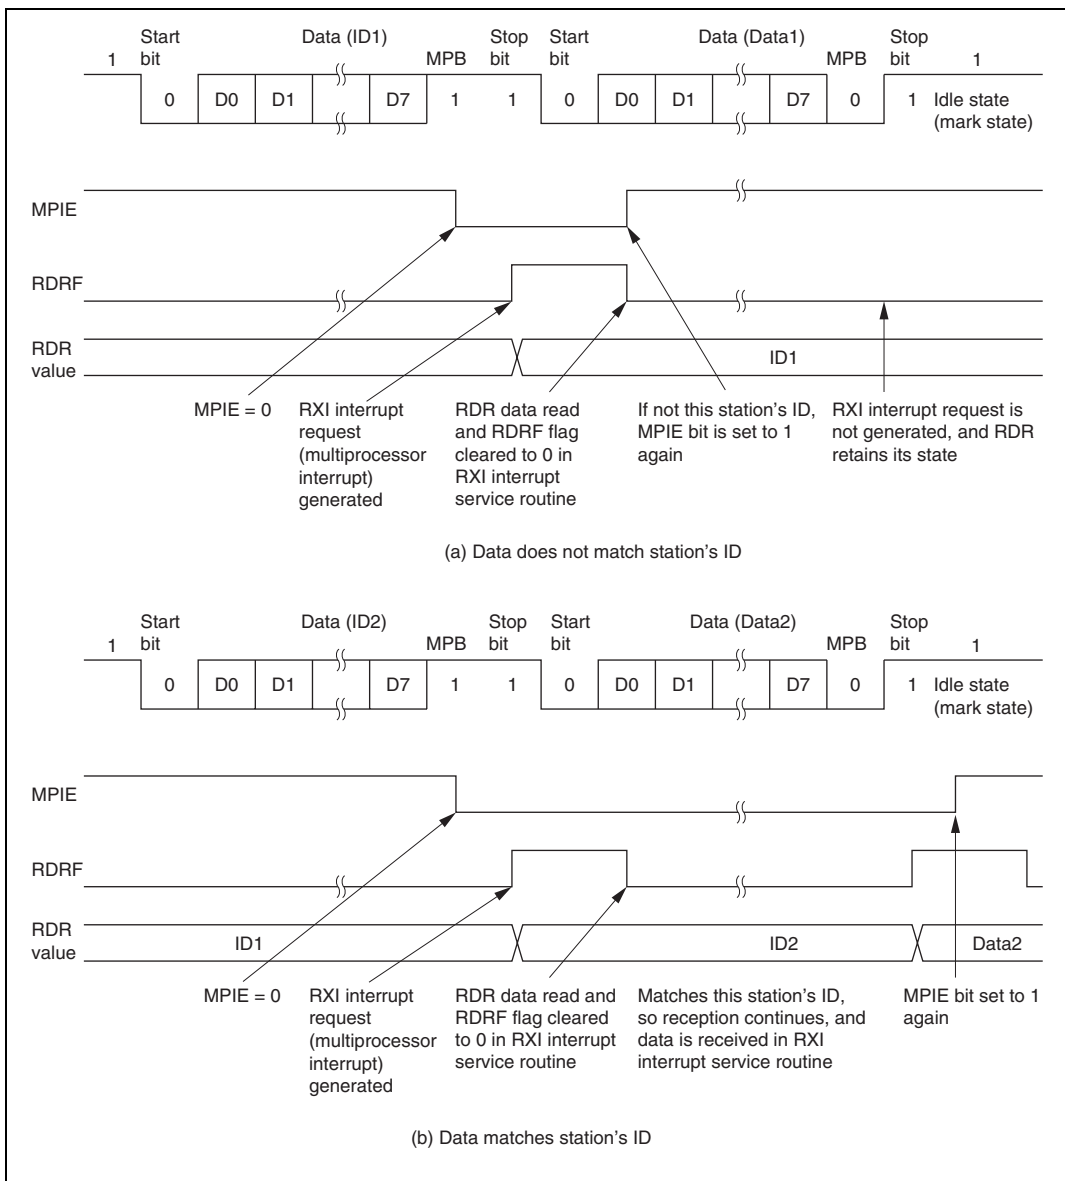 Start Data (ID1) Stop Start Data (Data1) Stop
1 bit MPB bit bit MPB bit 1
0 D0 D1 D7 1 1 0 D0 D1 D7 0 1 Idle state
(mark state)
MPIE
RDRF
RDR
value
ID1
MPIE = 0
RXI interrupt
request
(multiprocessor
interrupt)
generated
RDR data read
and RDRF flag
cleared to 0 in
RXI interrupt
service routine
If not this station's ID,
MPIE bit is set to 1
again
RXI interrupt request is
not generated, and RDR
retains its state
(a) Data does not match station's ID
Start Data (ID2) Stop Start Data (Data2) Stop
1 bit MPB bit bit MPB bit 1
0 D0 D1 D7 1 1 0 D0 D1 D7 0 1 Idle state
(mark state)
MPIE
RDRF
RDR
value
ID1 ID2 Data2
MPIE = 0
RXI interrupt
request
(multiprocessor
interrupt)
generated
RDR data read and
RDRF flag cleared
to 0 in RXI interrupt
service routine
Matches this station's ID,
so reception continues, and
data is received in RXI
interrupt service routine
MPIE bit set to 1
again
(b) Data matches station's ID